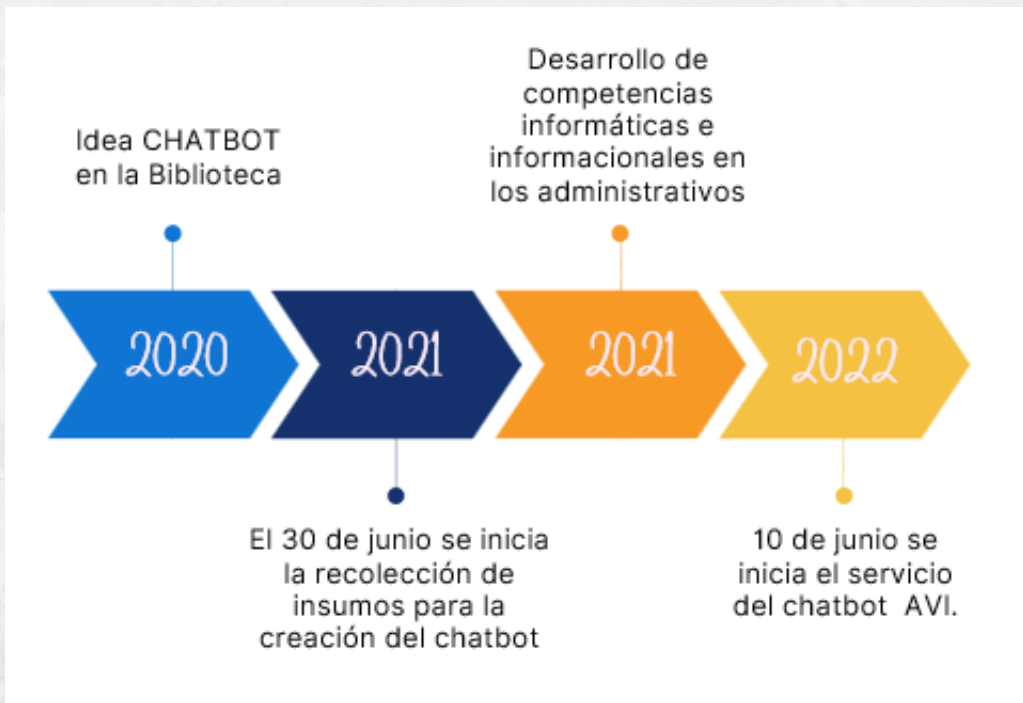 Idea CHATBOT
en la Biblioteca
Desarrollo de
competencias
informáticas e
informacionales en
los administrativos
2020
2021
2021
2022
El 30 de junio se inicia
la recolección de
insumos para la
creación del chatbot
10 de junio se
inicia el servicio
del chatbot AVI.